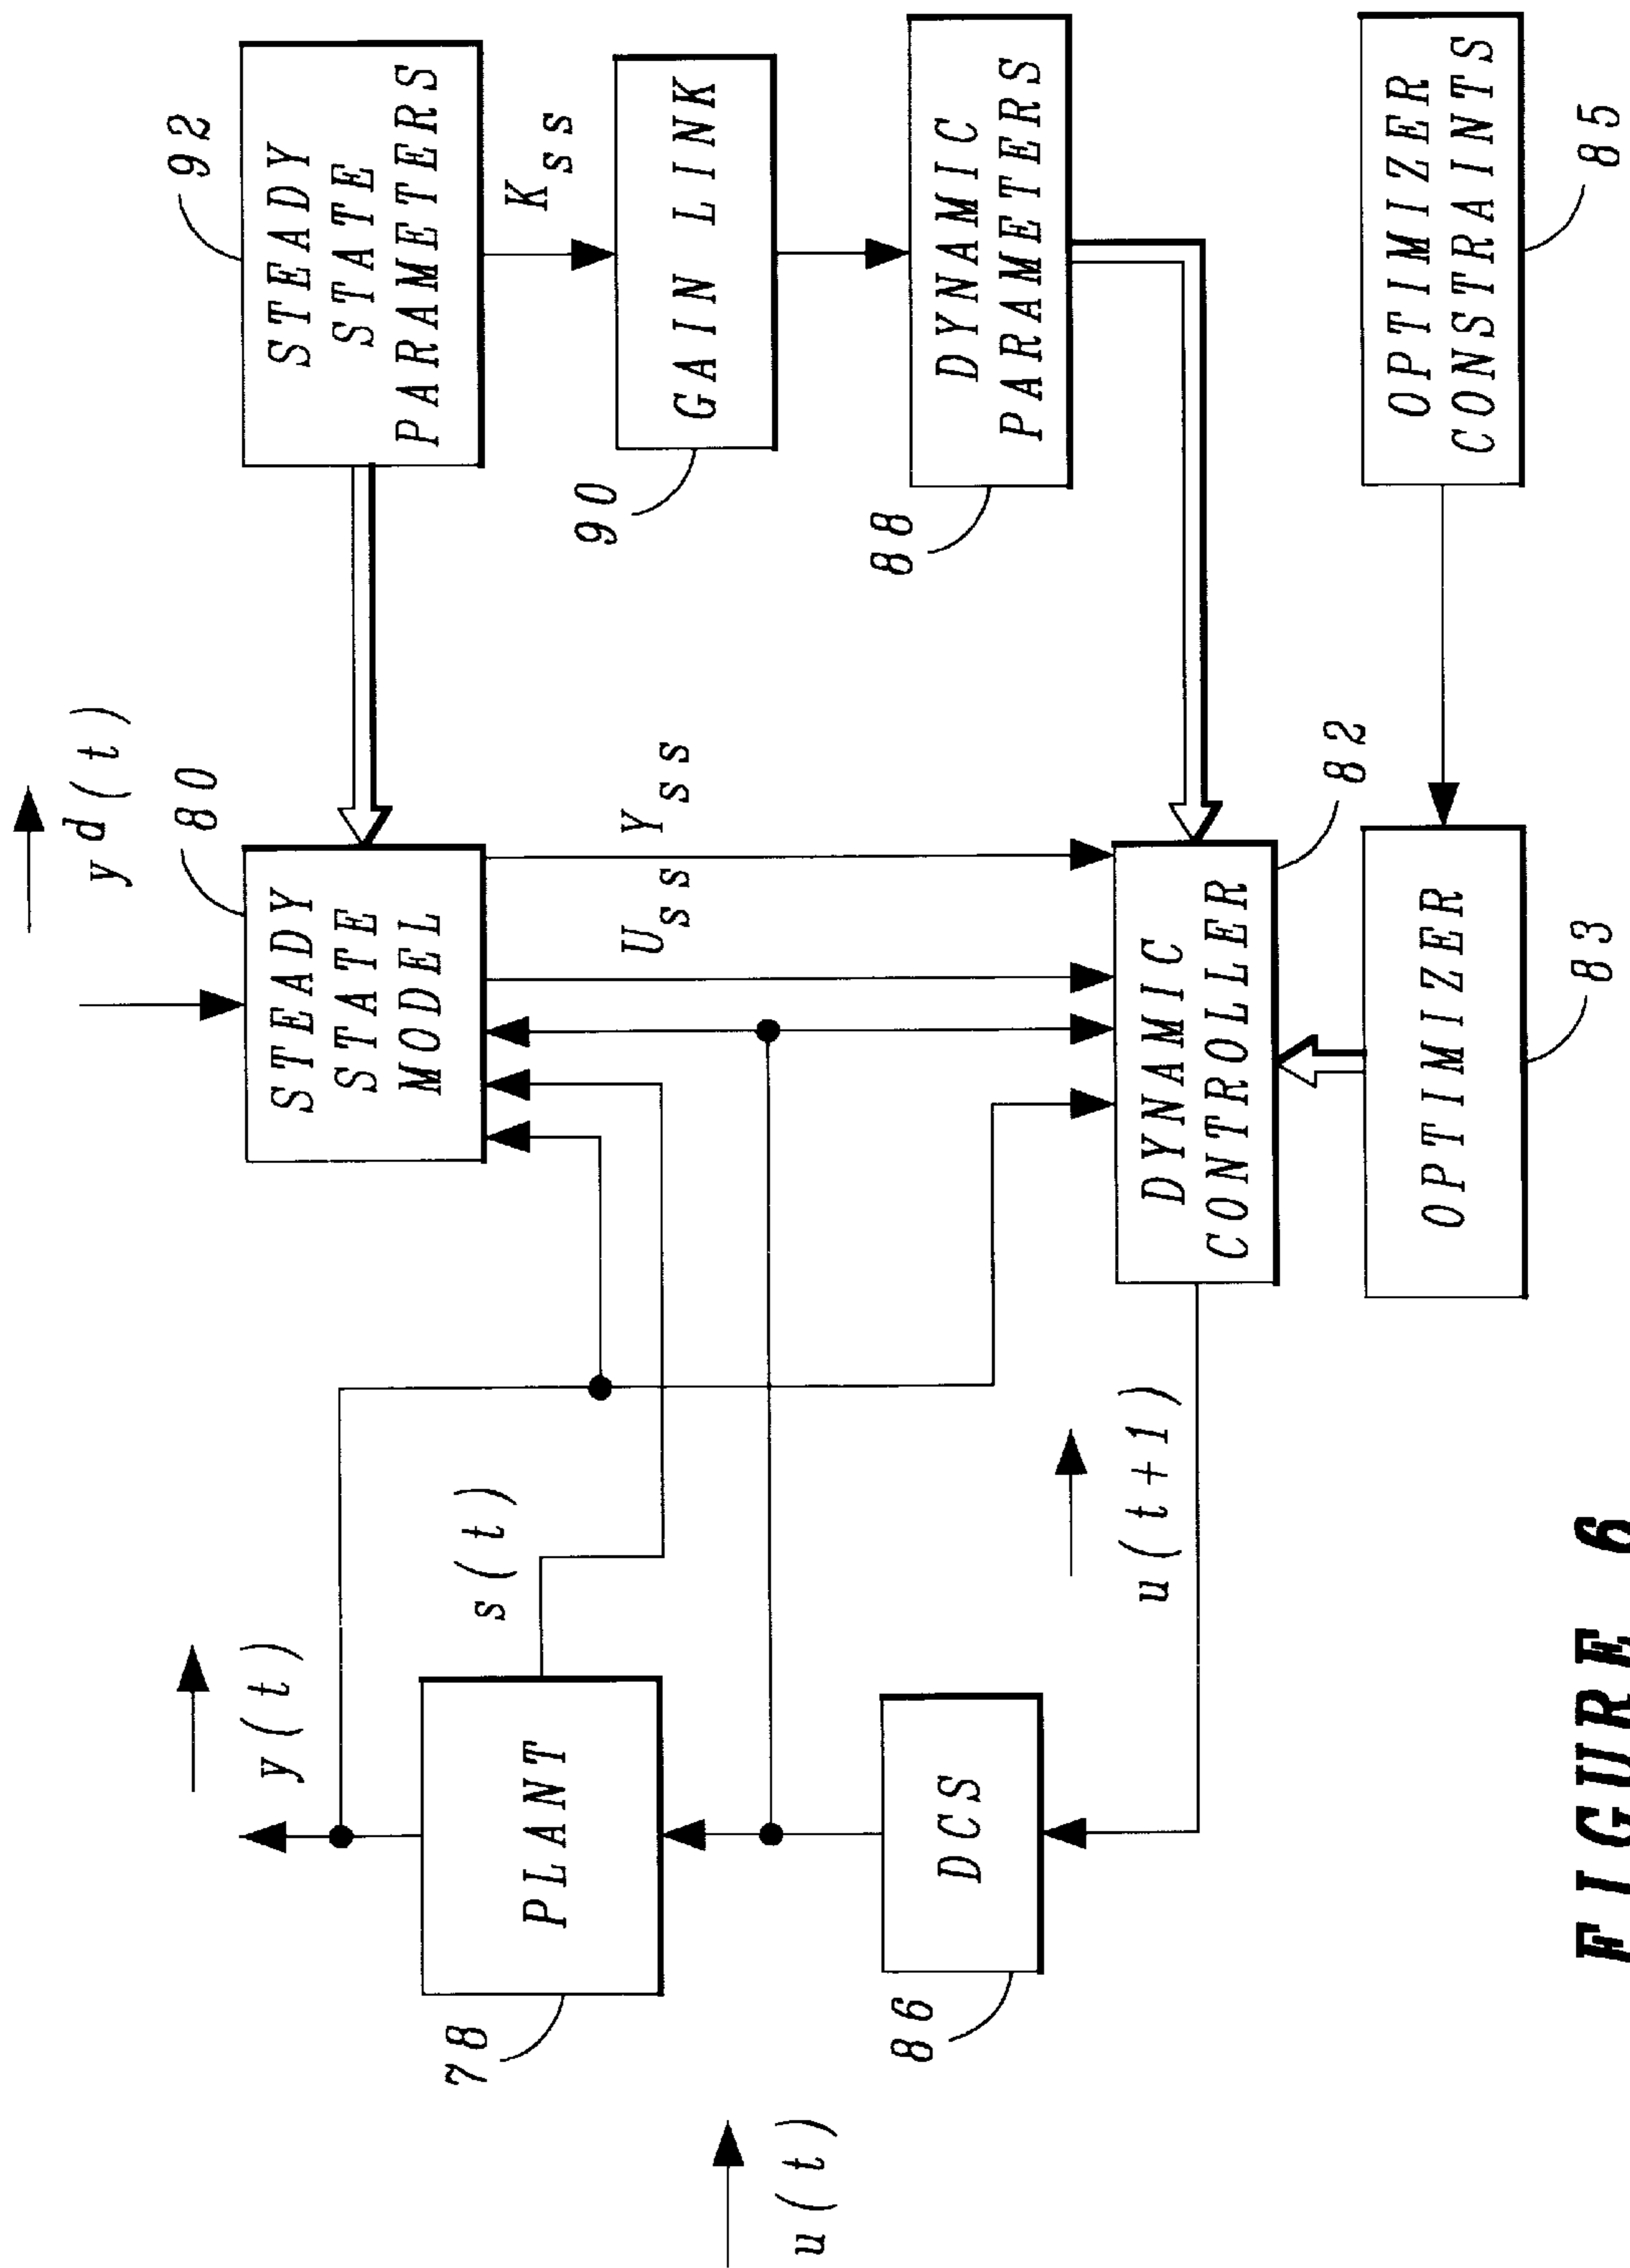 92
STEADY
STATE
PARAMETERS
K_ss
GAIN LINK
90
DYNAMIC
PARAMETERS
88
OPTIMIZER
CONSTRAINTS
85
y^d(t)
80
STEADY
STATE
MODEL
U_ss Y_ss
DYNAMIC
CONTROLLER
82
OPTIMIZER
83
y(t)
s(t)
PLANT
78
u(t)
DCS
86
u(t+1)
FIGURE 6